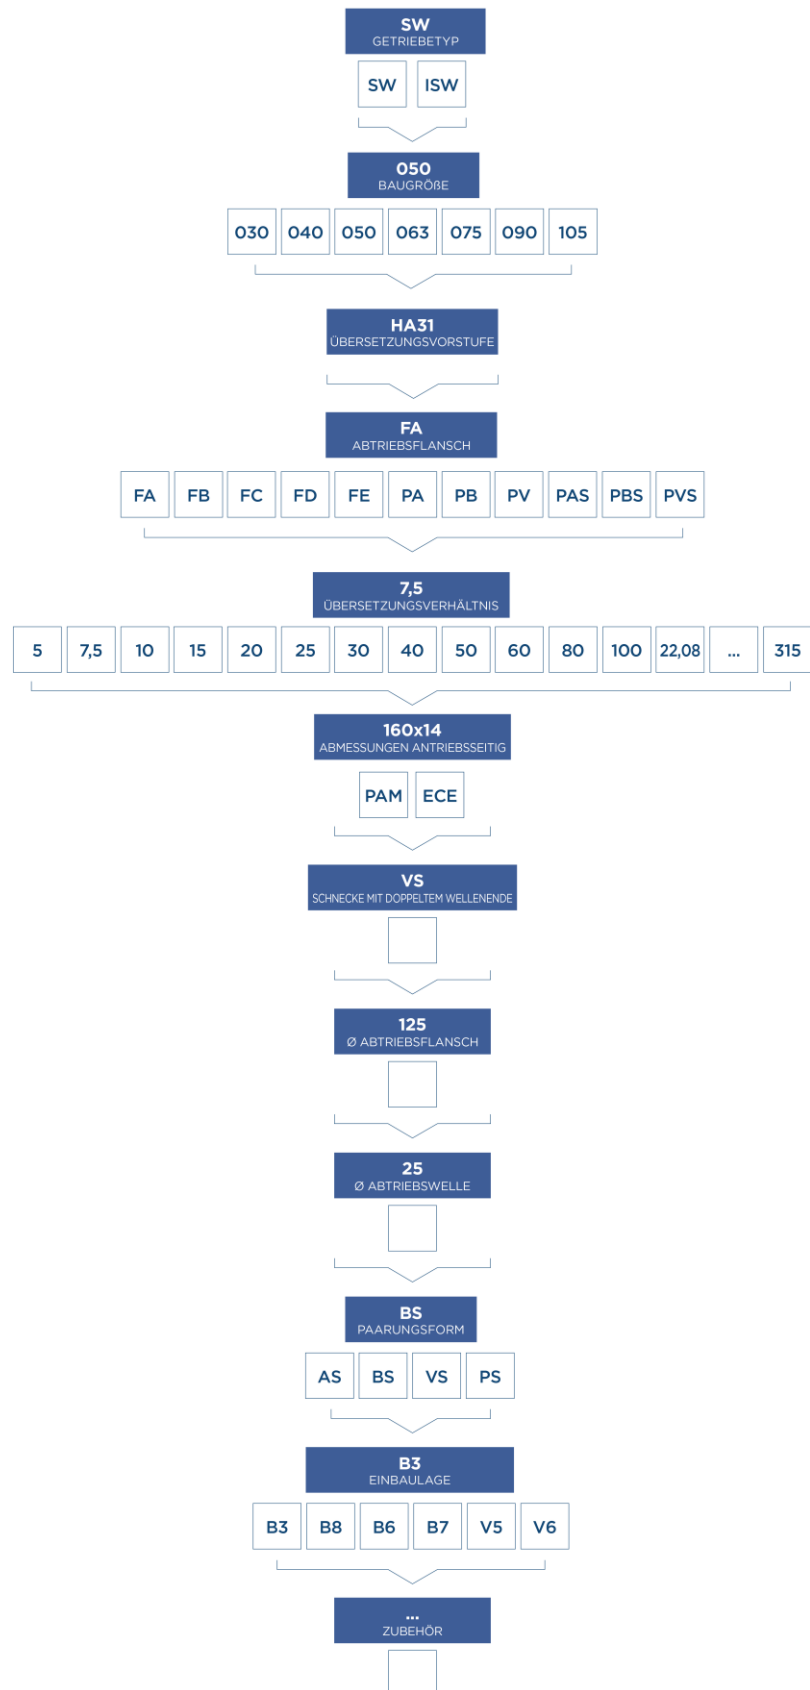 SW
GETRIEBETYP
SW ISW
050
BAUGRÖßE
030 040 050 063 075 090 105
HA31
ÜBERSETZUNGSVORSTUFE
FA
ABTRIEBSFLANSCH
FA FB FC FD FE PA PB PV PAS PBS PVS
7,5
ÜBERSETZUNGSVERHÄLTNIS
5 7,5 10 15 20 25 30 40 50 60 80 100 22,08 ... 315
160x14
ABMESSUNGEN ANTRIEBSSEITIG
PAM ECE
VS
SCHNECKE MIT DOPPELTEM WELLENENDE
125
Ø ABTRIEBSFLANSCH
25
Ø ABTRIEBSWELLE
BS
PAARUNGSFORM
AS BS VS PS
B3
EINBAULAGE
B3 B8 B6 B7 V5 V6
...
ZUBEHÖR